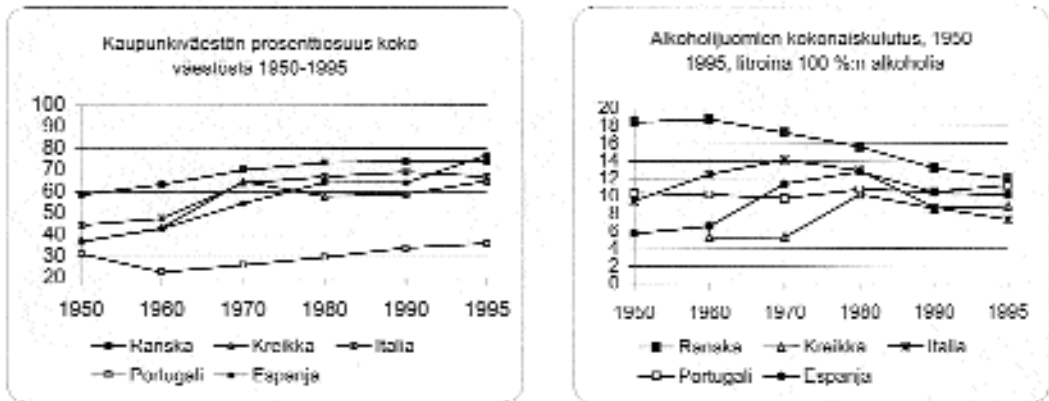 Kaupunkiväestön prosenttiosuus koko
väestöstä 1950-1995
100
90
80
70
60
50
40
30
20
1950 1960 1970 1980 1990 1995
Ranska Kreikka Italia
Portugali Espanja
Alkoholijuomien kokonaiskulutus, 1950
1995, litroina 100 %:n alkoholia
20
18
16
14
12
10
8
6
4
2
0
1950 1960 1970 1980 1990 1995
Ranska Kreikka Italia
Portugali Espanja